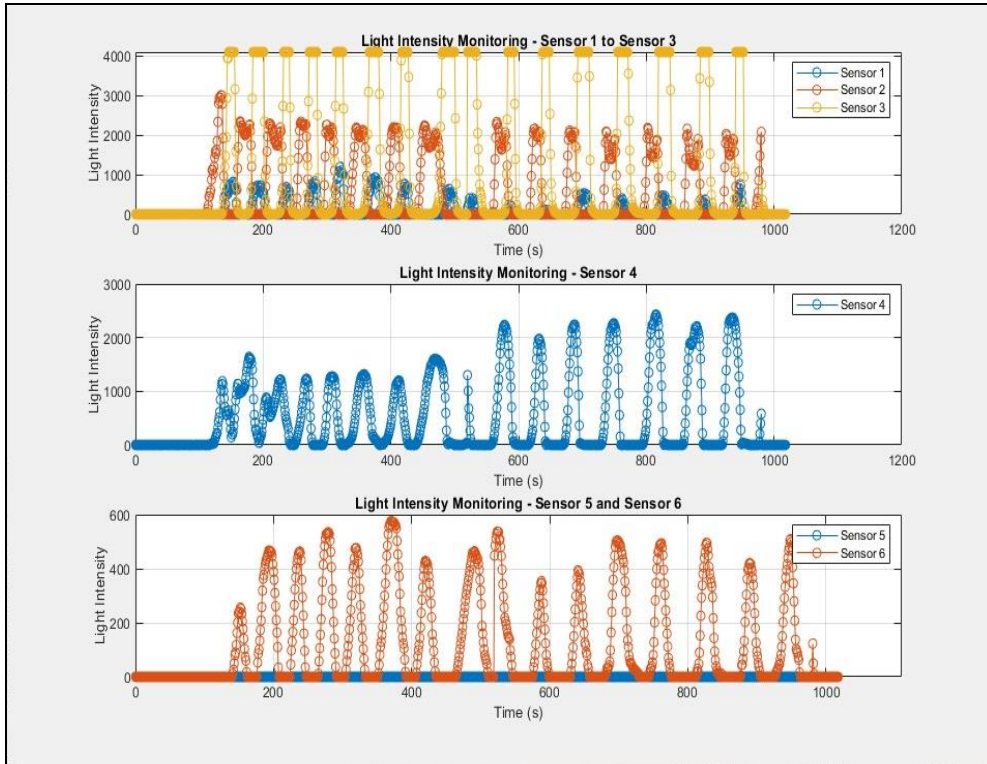 Light Intensity Monitoring - Sensor 1 to Sensor 3
4000
3000
2000
1000
0
Light Intensity
Sensor 1
Sensor 2
Sensor 3
0 200 400 600 800 1000 1200
Time (s)
Light Intensity Monitoring - Sensor 4
3000
2000
1000
0
Light Intensity
Sensor 4
0 200 400 600 800 1000 1200
Time (s)
Light Intensity Monitoring - Sensor 5 and Sensor 6
600
400
200
0
Light Intensity
Sensor 5
Sensor 6
0 200 400 600 800 1000
Time (s)